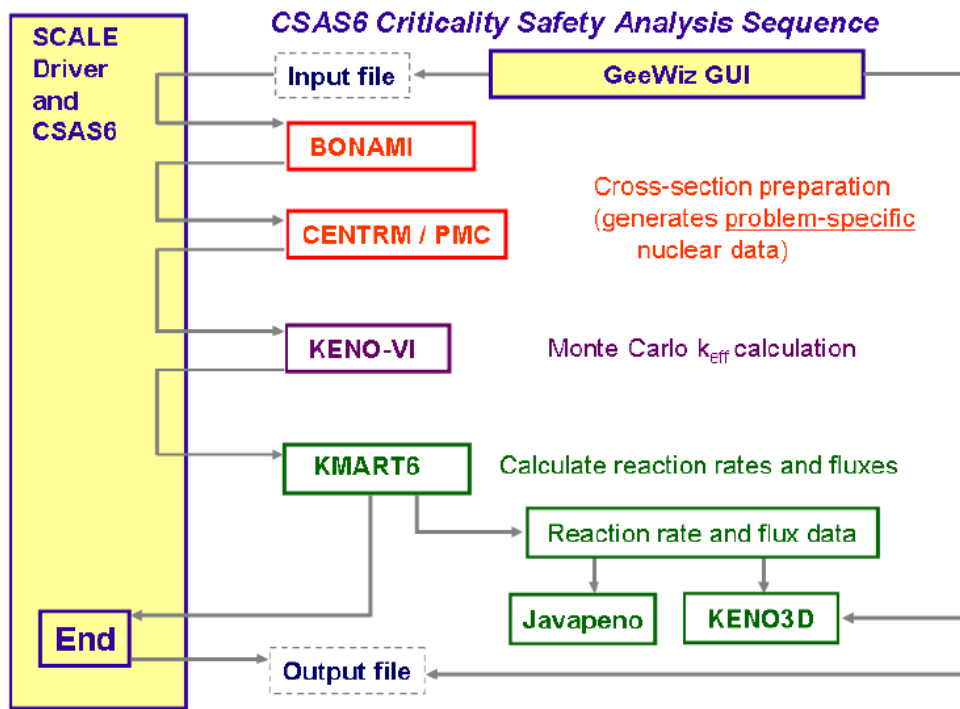 CSAS6 Criticality Safety Analysis Sequence
SCALE
Driver
and
CSAS6
Input file
GeeWiz GUI
BONAMI
Cross-section preparation
(generates problem-specific
nuclear data)
CENTRM / PMC
KENO-VI
Monte Carlo keff calculation
KMART6
Calculate reaction rates and fluxes
Reaction rate and flux data
Javapeno
KENO3D
End
Output file